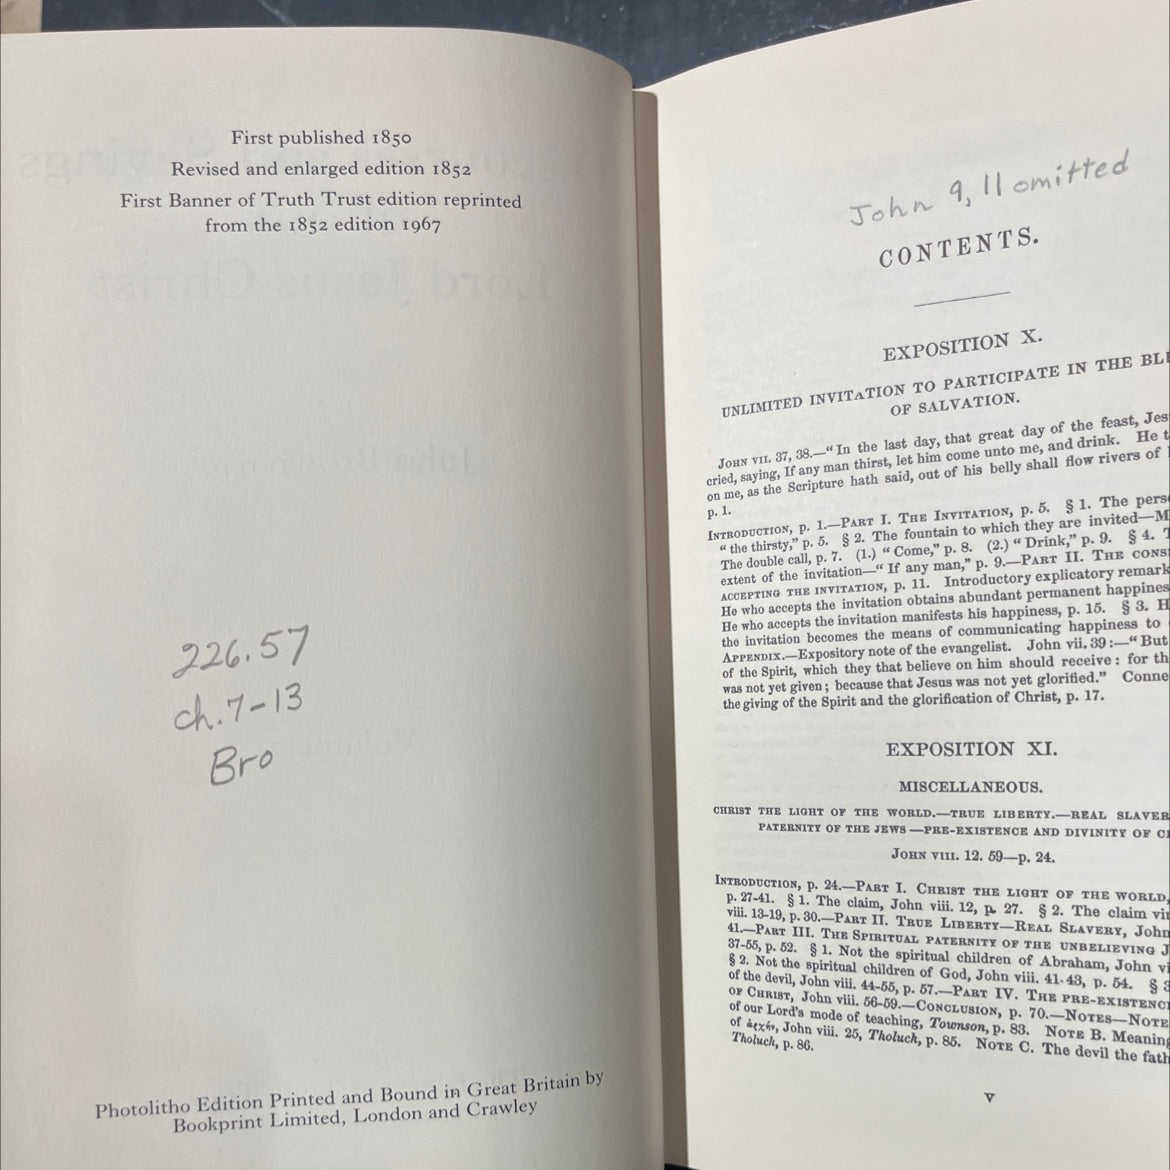 First published 1850
Revised and enlarged edition 1852
First Banner of Truth Trust edition reprinted
from the 1852 edition 1967
226.57
ch.7-13
Bro
Photolitho Edition Printed and Bound in Great Britain by
Bookprint Limited, London and Crawley
John 9, 11 omitted
CONTENTS.
EXPOSITION X.
UNLIMITED INVITATION TO PARTICIPATE IN THE
OF SALVATION.
JOHN VII. 37, 38.—“In the last day, that great day of the feast, Jes
cried, saying, If any man thirst, let him come unto me, and drink. He
on me, as the Scripture hath said, out of his belly shall flow rivers of
p. 1.
INTRODUCTION, p. 1.—PART I. THE INVITATION, p. 5. § 1. The pers
“the thirsty,” p. 5. § 2. The fountain to which they are invited—M
The double call, p. 7. (1.) “Come,” p. 8. (2.) “Drink,” p. 9. § 4.
extent of the invitation—“If any man,” p. 9.—PART II. THE CONS
ACCEPTING THE INVITATION, p. 11. Introductory explicatory remark
He who accepts the invitation obtains abundant permanent happines
He who accepts the invitation manifests his happiness, p. 15. § 3. H
the invitation becomes the means of communicating happiness to
APPENDIX.—Expository note of the evangelist. John vii. 39:—“But
of the Spirit, which they that believe on him should receive: for th
was not yet given; because that Jesus was not yet glorified.” Conne
the giving of the Spirit and the glorification of Christ, p. 17.
EXPOSITION XI.
MISCELLANEOUS.
CHRIST THE LIGHT OF THE WORLD.—TRUE LIBERTY.—REAL SLAVER
PATERNITY OF THE JEWS—PRE-EXISTENCE AND DIVINITY OF C
JOHN VIII. 12. 59—p. 24.
INTRODUCTION, p. 24.—PART I. CHRIST THE LIGHT OF THE WORLD,
p. 27-41. § 1. The claim, John viii. 12, p. 27. § 2. The claim vi
viii. 13-19, p. 30.—PART II. TRUE LIBERTY—REAL SLAVERY, John
41.—PART III. THE SPIRITUAL PATERNITY OF THE UNBELIEVING J
37-55, p. 52. § 1. Not the spiritual children of Abraham, John v
§ 2. Not the spiritual children of God, John viii. 41-43, p. 54. § 3
of the devil, John viii. 44-55, p. 57.—PART IV. THE PRE-EXISTENC
OF CHRIST, John viii. 56-59.—CONCLUSION, p. 70.—NOTES—NOTE
of our Lord's mode of teaching, Townson, p. 83. NOTE B. Meaning
of John viii. 25, Tholuck, p. 85. NOTE C. The devil the fath
Tholuck, p. 86.
V